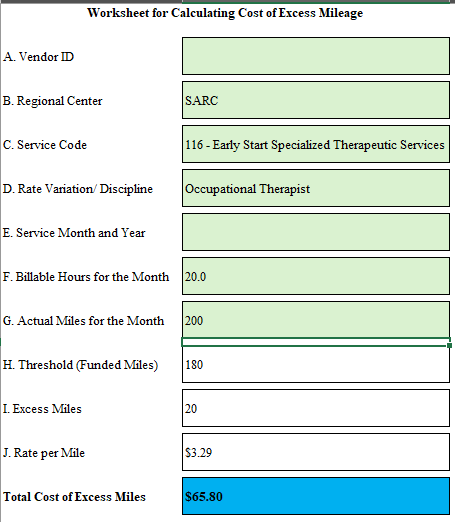 Worksheet for Calculating Cost of Excess Mileage
A. Vendor ID
B. Regional Center SARC
C. Service Code 116 - Early Start Specialized Therapeutic Services
D. Rate Variation/ Discipline Occupational Therapist
E. Service Month and Year
F. Billable Hours for the Month 20.0
G. Actual Miles for the Month 200
H. Threshold (Funded Miles) 180
I. Excess Miles 20
J. Rate per Mile $3.29
Total Cost of Excess Miles $65.80